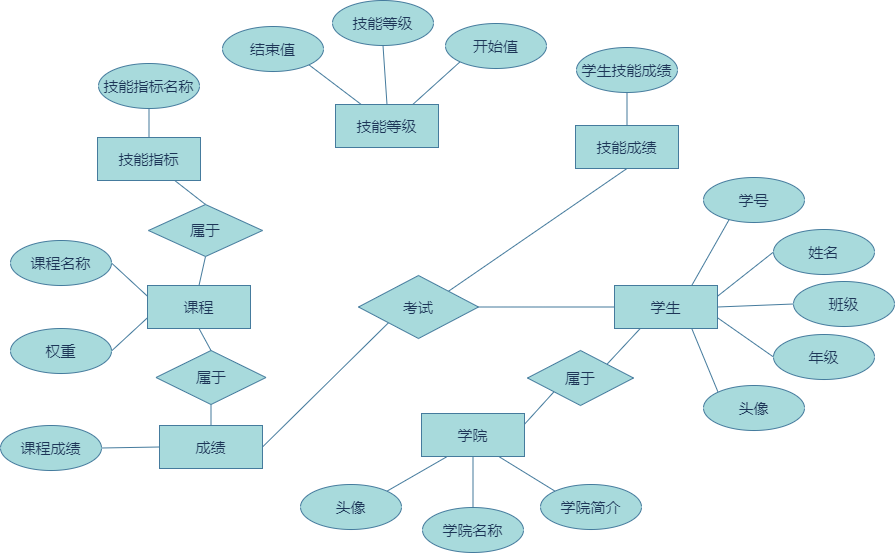 技能等级
结束值
开始值
学生技能成绩
技能指标名称
技能等级
技能成绩
技能指标
学号
属于
姓名
课程名称
课程
考试
学生
班级
权重
年级
属于
属于
头像
学院
课程成绩
成绩
头像
学院简介
学院名称